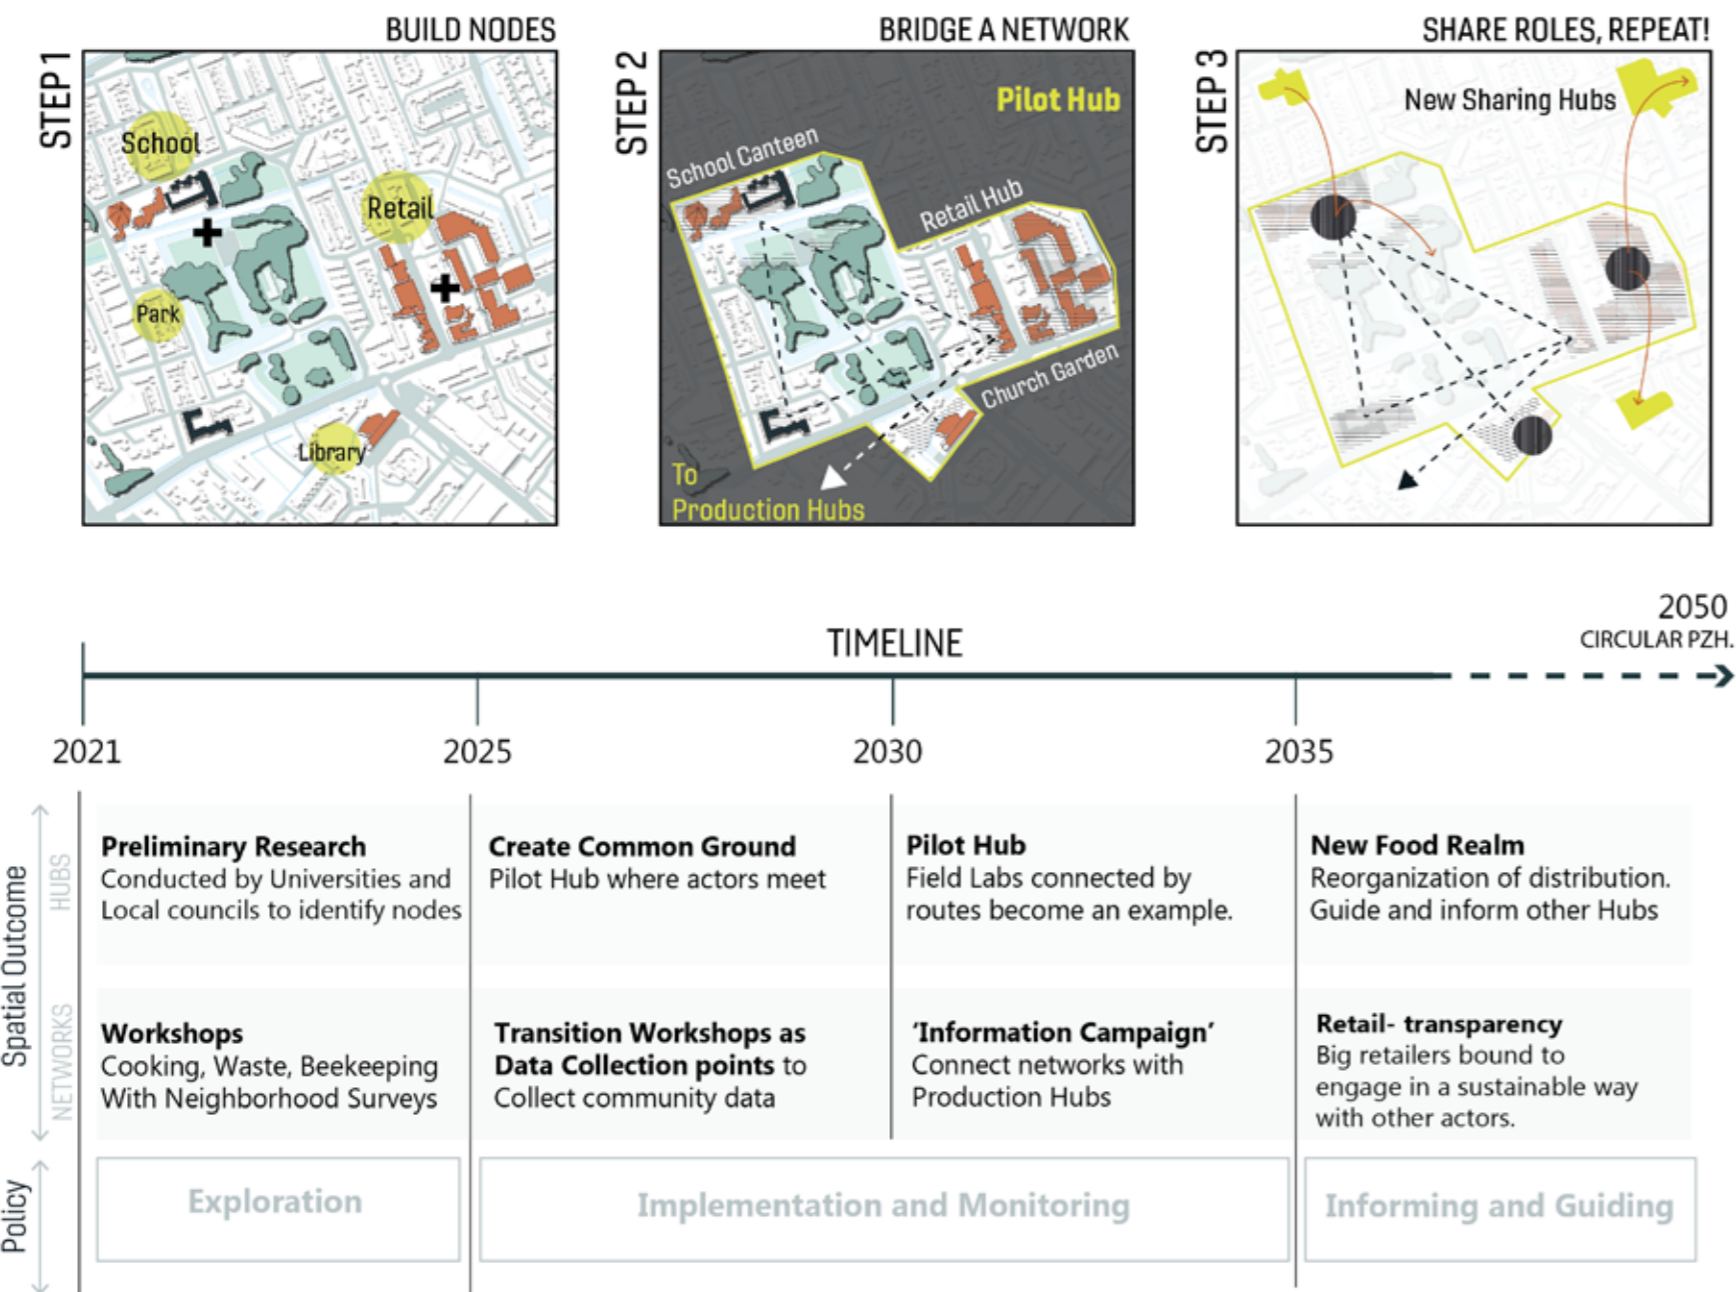 BUILD NODES
STEP 1
School
Retail
Park
Library
BRIDGE A NETWORK
STEP 2
Pilot Hub
School Canteen
Retail Hub
Church Garden
To
Production Hubs
SHARE ROLES, REPEAT!
STEP 3
New Sharing Hubs
2050
CIRCULAR PZH.
TIMELINE
2021
2025
2030
2035
Spatial Outcome
HUBS
Preliminary Research
Conducted by Universities and
Local councils to identify nodes
Create Common Ground
Pilot Hub where actors meet
Pilot Hub
Field Labs connected by
routes become an example.
New Food Realm
Reorganization of distribution.
Guide and inform other Hubs
NETWORKS
Workshops
Cooking, Waste, Beekeeping
With Neighborhood Surveys
Transition Workshops as
Data Collection points to
Collect community data
'Information Campaign'
Connect networks with
Production Hubs
Retail- transparency
Big retailers bound to
engage in a sustainable way
with other actors.
Policy
Exploration
Implementation and Monitoring
Informing and Guiding